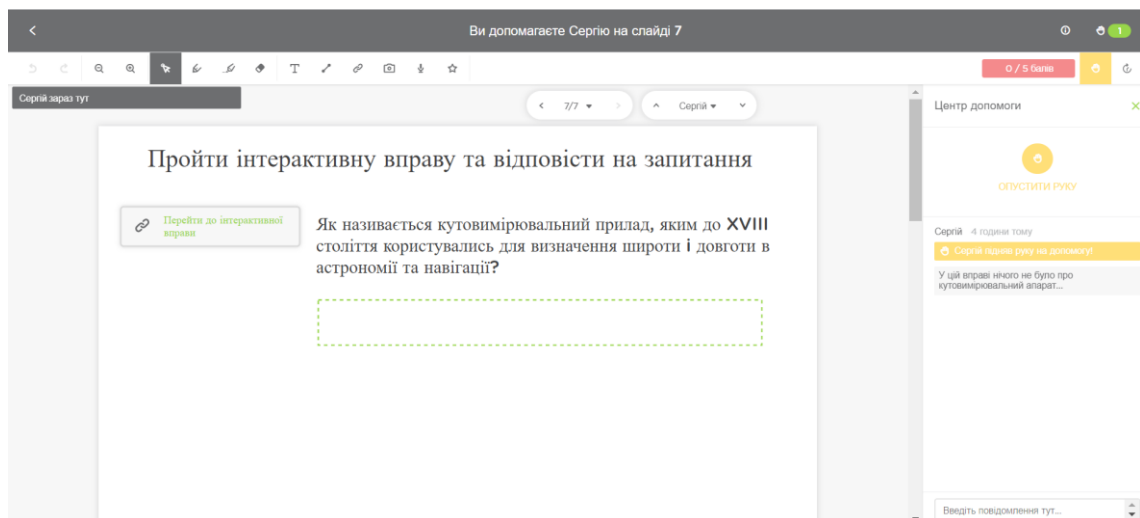 Ви допомагаєте Сергію на слайді 7
1
T
0 / 5 балів
Сергій зараз тут
7/7
Сергій
Центр допомоги
Пройти інтерактивну вправу та відповісти на запитання
ОПУСТИТИ РУКУ
Перейти до інтерактивної
вправи
Як називається кутовимірювальний прилад, яким до XVIII
століття користувались для визначення широти і довготи в
астрономії та навігації?
Сергій 4 години тому
Сергій підняв руку на допомогу!
У цій вправі нічого не було про
кутовимірювальний апарат...
Введіть повідомлення тут...